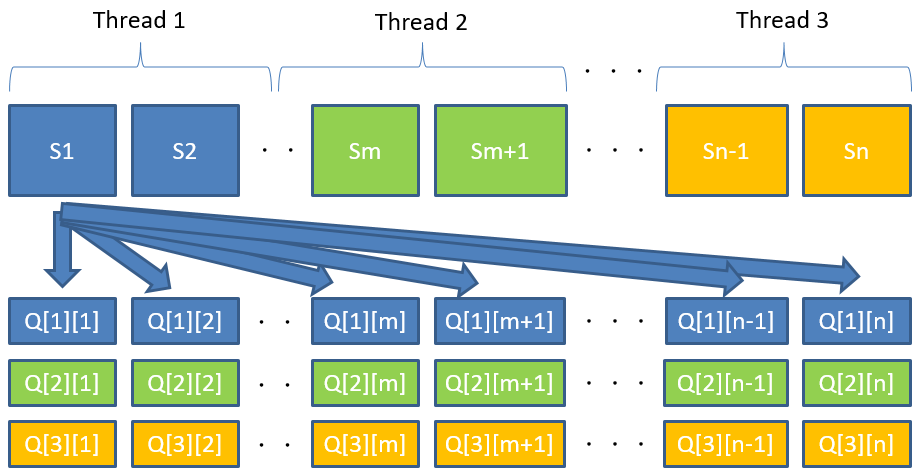 Thread 1 Thread 2 Thread 3
. . .
S1 S2 . . Sm Sm+1 . . . Sn-1 Sn
Q[1][1] Q[1][2] . . Q[1][m] Q[1][m+1] . . . Q[1][n-1] Q[1][n]
Q[2][1] Q[2][2] . . Q[2][m] Q[2][m+1] . . . Q[2][n-1] Q[2][n]
Q[3][1] Q[3][2] . . Q[3][m] Q[3][m+1] . . . Q[3][n-1] Q[3][n]